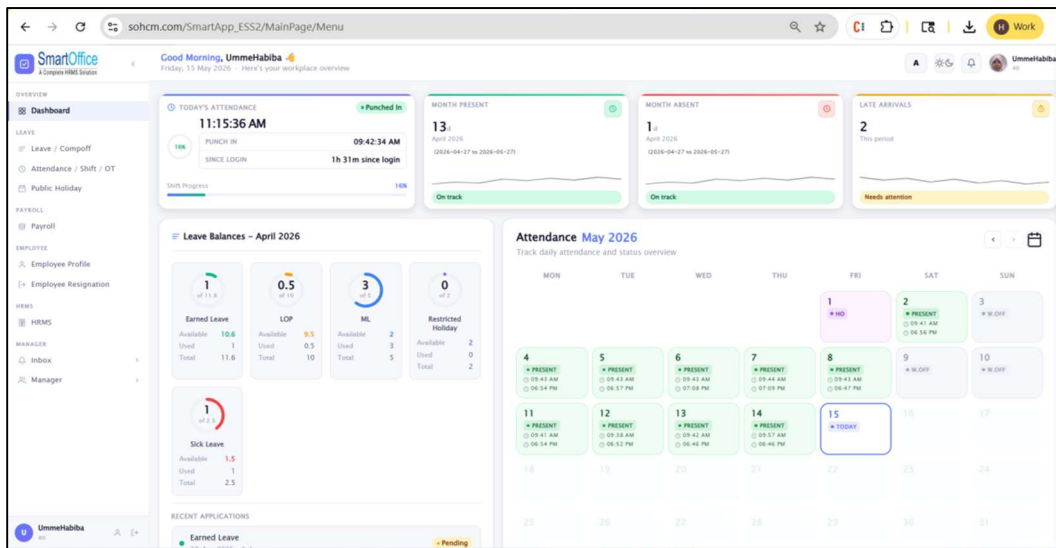 sohcm.com/SmartApp_ESS2/MainPage/Menu
H Work
SmartOffice
A Complete HRMS Solution
Good Morning, UmmeHabiba
Friday, 15 May 2026 · Here's your workplace overview
A
UmmeHabiba
40
OVERVIEW
Dashboard
LEAVE
Leave / Compoff
Attendance / Shift / OT
Public Holiday
PAYROLL
Payroll
EMPLOYEE
Employee Profile
Employee Resignation
HRMS
HRMS
MANAGER
Inbox
Manager
U UmmeHabiba
40
TODAY'S ATTENDANCE
Punched In
11:15:36 AM
16%
PUNCH IN 09:42:34 AM
SINCE LOGIN 1h 31m since login
Shift Progress 16%
MONTH PRESENT
13d
April 2026
(2026-04-27 to 2026-05-27)
On track
MONTH ABSENT
1d
April 2026
(2026-04-27 to 2026-05-27)
On track
LATE ARRIVALS
2
This period
Needs attention
Leave Balances – April 2026
1
of 11.6
Earned Leave
Available 10.6
Used 1
Total 11.6
0.5
of 10
LOP
Available 9.5
Used 0.5
Total 10
3
of 5
ML
Available 2
Used 3
Total 5
0
of 2
Restricted
Holiday
Available 2
Used 0
Total 2
1
of 2.5
Sick Leave
Available 1.5
Used 1
Total 2.5
RECENT APPLICATIONS
Earned Leave
Pending
Attendance May 2026
Track daily attendance and status overview
MON TUE WED THU FRI SAT SUN
1
HO
2
PRESENT
09:41 AM
06:56 PM
3
W.OFF
4
PRESENT
09:43 AM
06:54 PM
5
PRESENT
09:43 AM
06:57 PM
6
PRESENT
09:43 AM
07:08 PM
7
PRESENT
09:44 AM
07:09 PM
8
PRESENT
09:43 AM
06:47 PM
9
W.OFF
10
W.OFF
11
PRESENT
09:41 AM
06:54 PM
12
PRESENT
09:38 AM
06:52 PM
13
PRESENT
09:42 AM
06:46 PM
14
PRESENT
09:57 AM
06:46 PM
15
TODAY
16
17
18 19 20 21 22 23 24
25 26 27 28 29 30 31